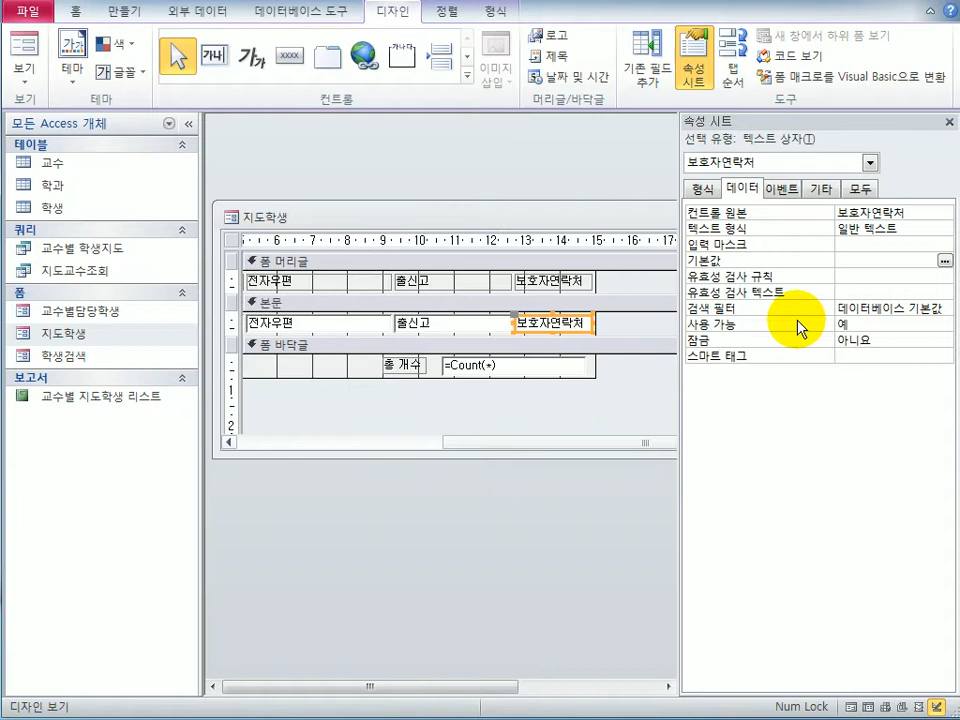 파일 홈 만들기 외부 데이터 데이터베이스 도구 디자인 정렬 형식
로고
제목
날짜 및 시간
새 창에서 하위 폼 보기
코드 보기
폼 매크로를 Visual Basic으로 변환
보기 테마 색 글꼴 가나 가가 xxxx 가나다 이미지 삽입 기존 필드 추가 속성 시트 탭 순서
보기 테마 컨트롤 머리글/바닥글 도구
모든 Access 개체
테이블
교수
학과
학생
쿼리
교수별 학생지도
지도교수조회
폼
교수별담당학생
지도학생
학생검색
보고서
교수별 지도학생 리스트
지도학생
6 7 8 9 10 11 12 13 14 15 16 17
폼 머리글
전자우편 출신고 보호자연락처
본문
전자우편 출신고 보호자연락처
폼 바닥글
총 개수 =Count(*)
1
2
속성 시트
선택 유형: 텍스트 상자(T)
보호자연락처
형식 데이터 이벤트 기타 모두
컨트롤 원본 보호자연락처
텍스트 형식 일반 텍스트
입력 마스크
기본값
유효성 검사 규칙
유효성 검사 텍스트
검색 필터 데이터베이스 기본값
사용 가능 예
잠금 아니요
스마트 태그
디자인 보기 Num Lock